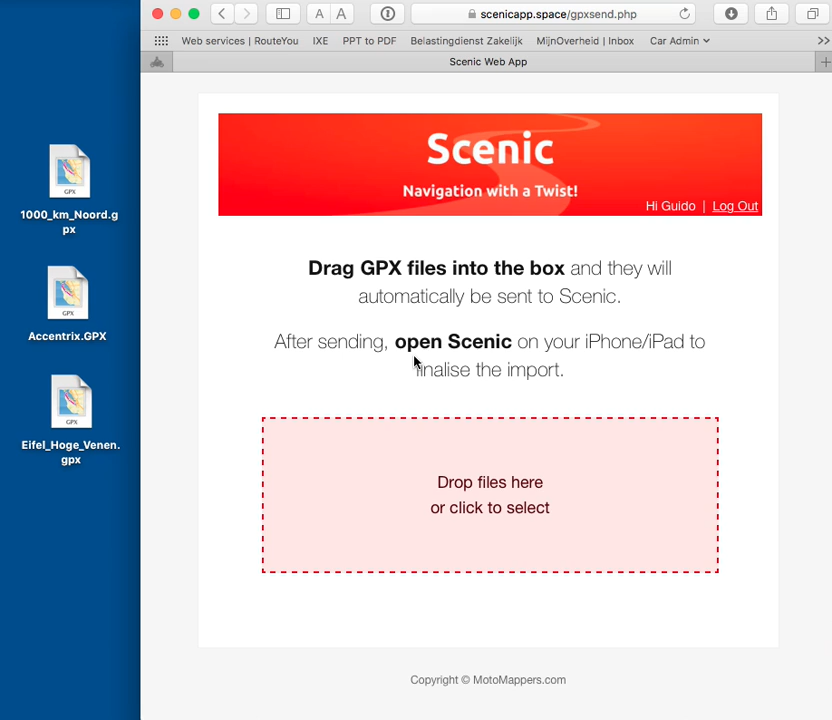 scenicapp.space/gpxsend.php
Web services | RouteYou IXE PPT to PDF Belastingdienst Zakelijk MijnOverheid | Inbox Car Admin
Scenic Web App
GPX
1000_km_Noord.g
px
GPX
Accentrix.GPX
GPX
Eifel_Hoge_Venen.
gpx
Scenic
Navigation with a Twist!
Hi Guido | Log Out
Drag GPX files into the box and they will
automatically be sent to Scenic.
After sending, open Scenic on your iPhone/iPad to
finalise the import.
Drop files here
or click to select
Copyright © MotoMappers.com